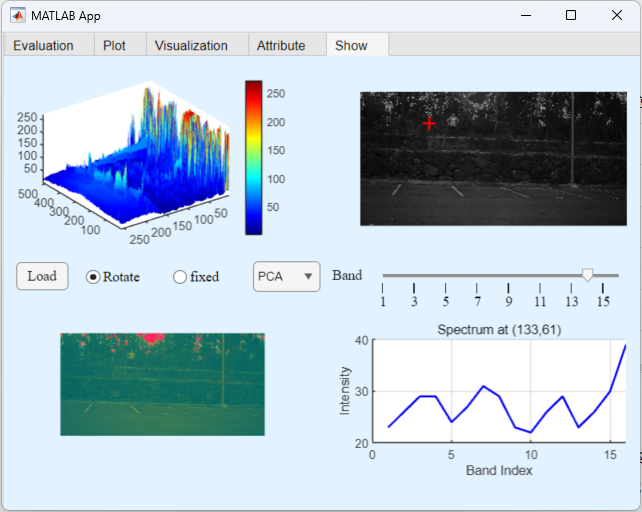 MATLAB App
Evaluation Plot Visualization Attribute Show
250
200
150
100
50
500
400
300
200
100
250 200 150 100 50
250
200
150
100
50
Load Rotate fixed PCA Band
1 3 5 7 9 11 13 15
Spectrum at (133,61)
Intensity
40
30
20
0 5 10 15
Band Index